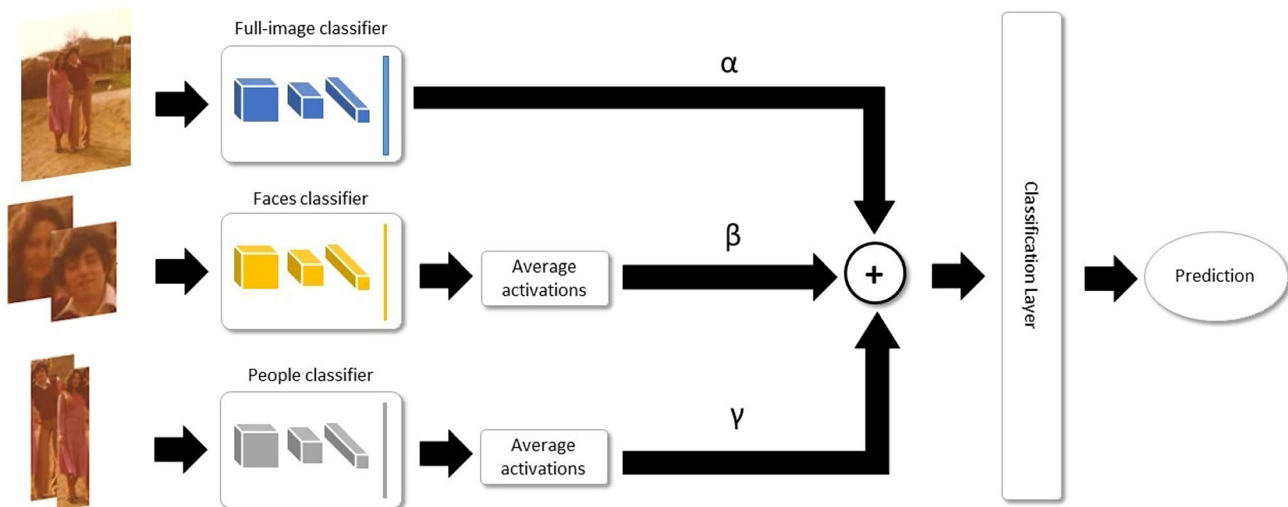 Full-image classifier
α
Faces classifier
Average
activations
β
+
Classification Layer
Prediction
People classifier
Average
activations
γ